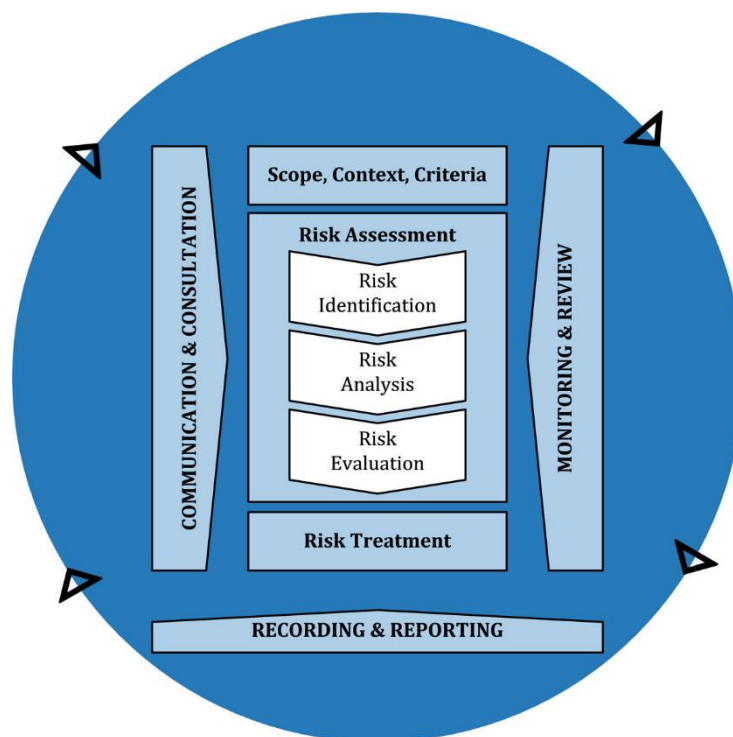 Scope, Context, Criteria
Risk Assessment
Risk
Identification
Risk
Analysis
Risk
Evaluation
Risk Treatment
COMMUNICATION & CONSULTATION
MONITORING & REVIEW
RECORDING & REPORTING